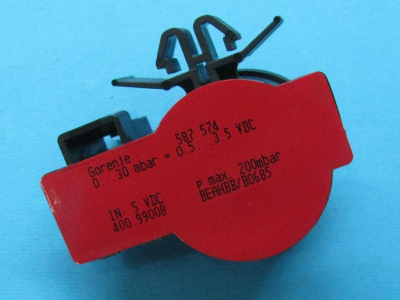 Gorenje 587 574
0...30 mbar = 0.5...3.5 VDC
P max. 200mbar
IN. 5 VDC BEAHBB/B0685
400 99008